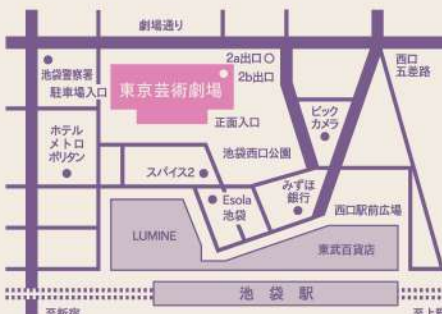 劇場通り
2a出口
2b出口
西口
五差路
池袋警察署
駐車場入口
東京芸術劇場
正面入口
ビック
カメラ
ホテル
メトロ
ポリタン
池袋西口公園
スパイス2
Esola
池袋
みずほ
銀行
西口駅前広場
LUMINE
東武百貨店
池袋駅
至新宿